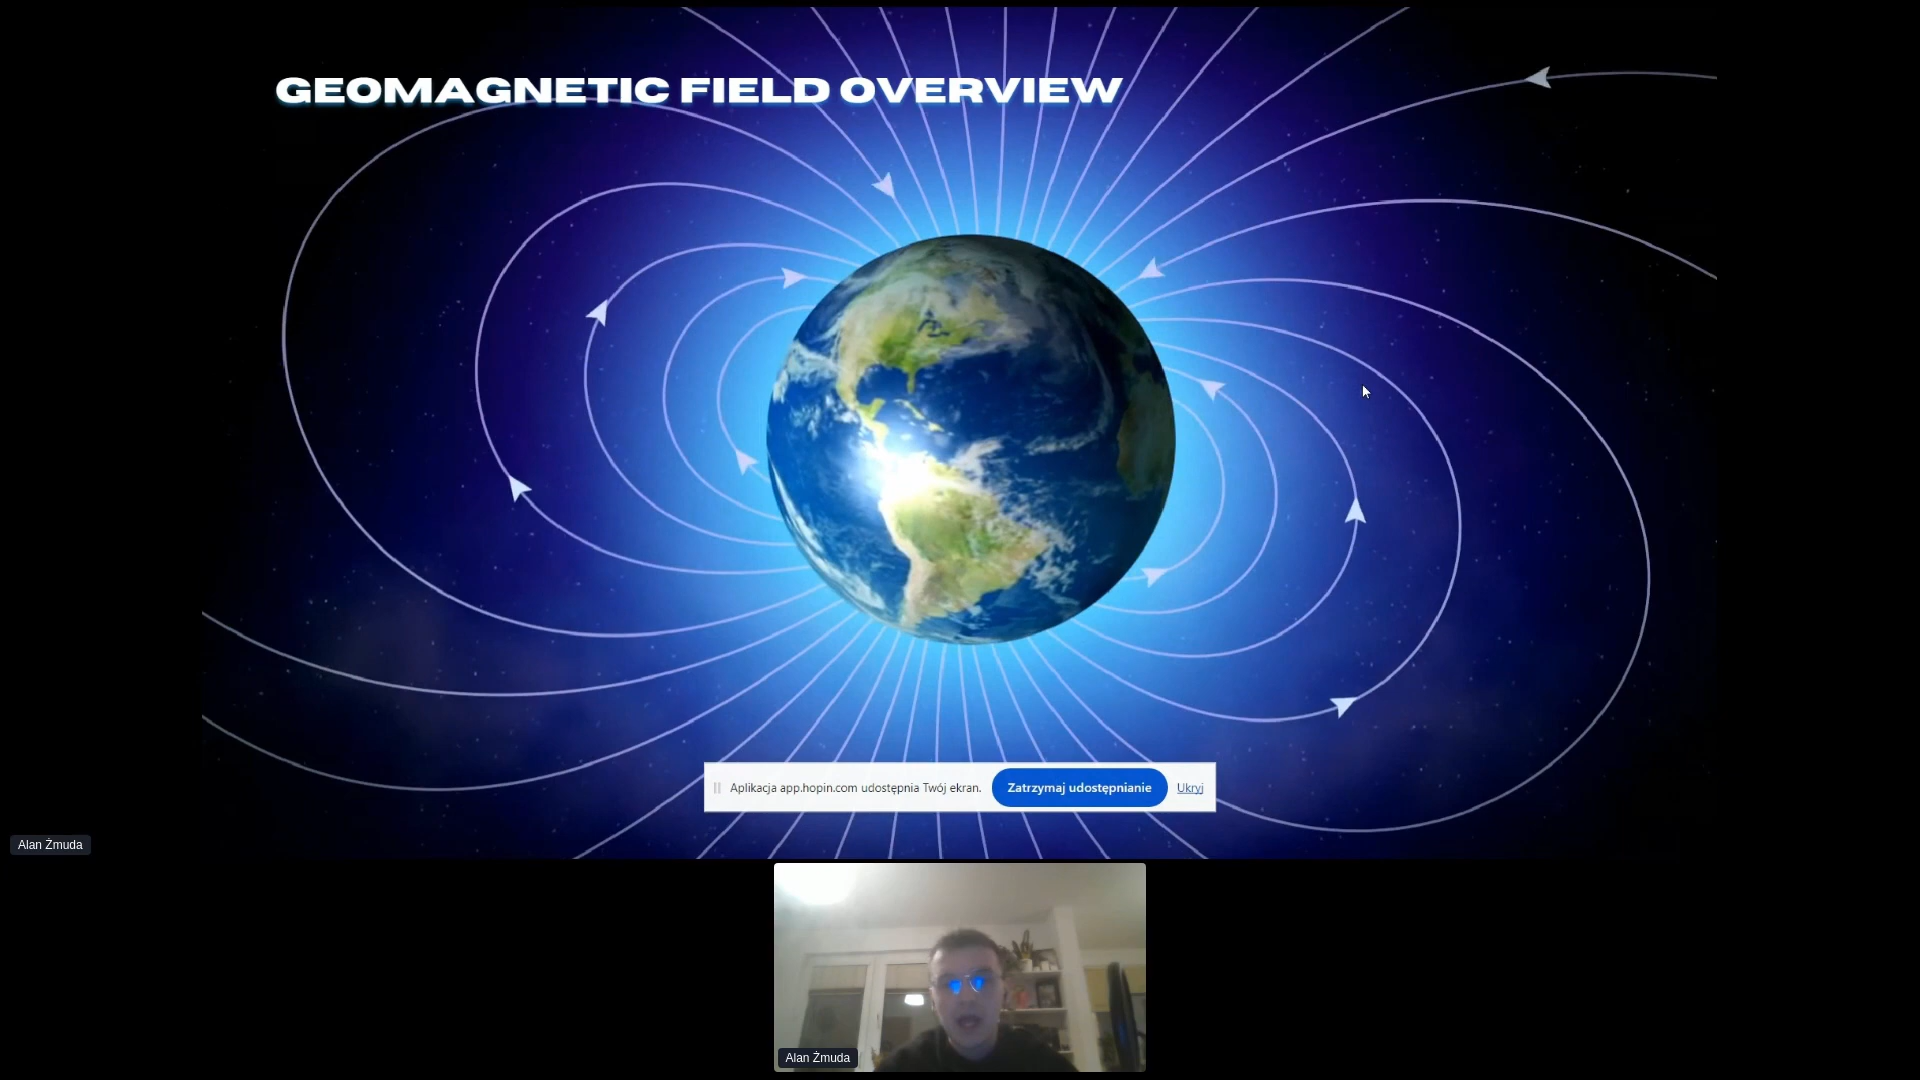 GEOMAGNETIC FIELD OVERVIEW
Aplikacja app.hopin.com udostępnia Twój ekran. Zatrzymaj udostępnianie Ukryj
Alan Żmuda
Alan Żmuda